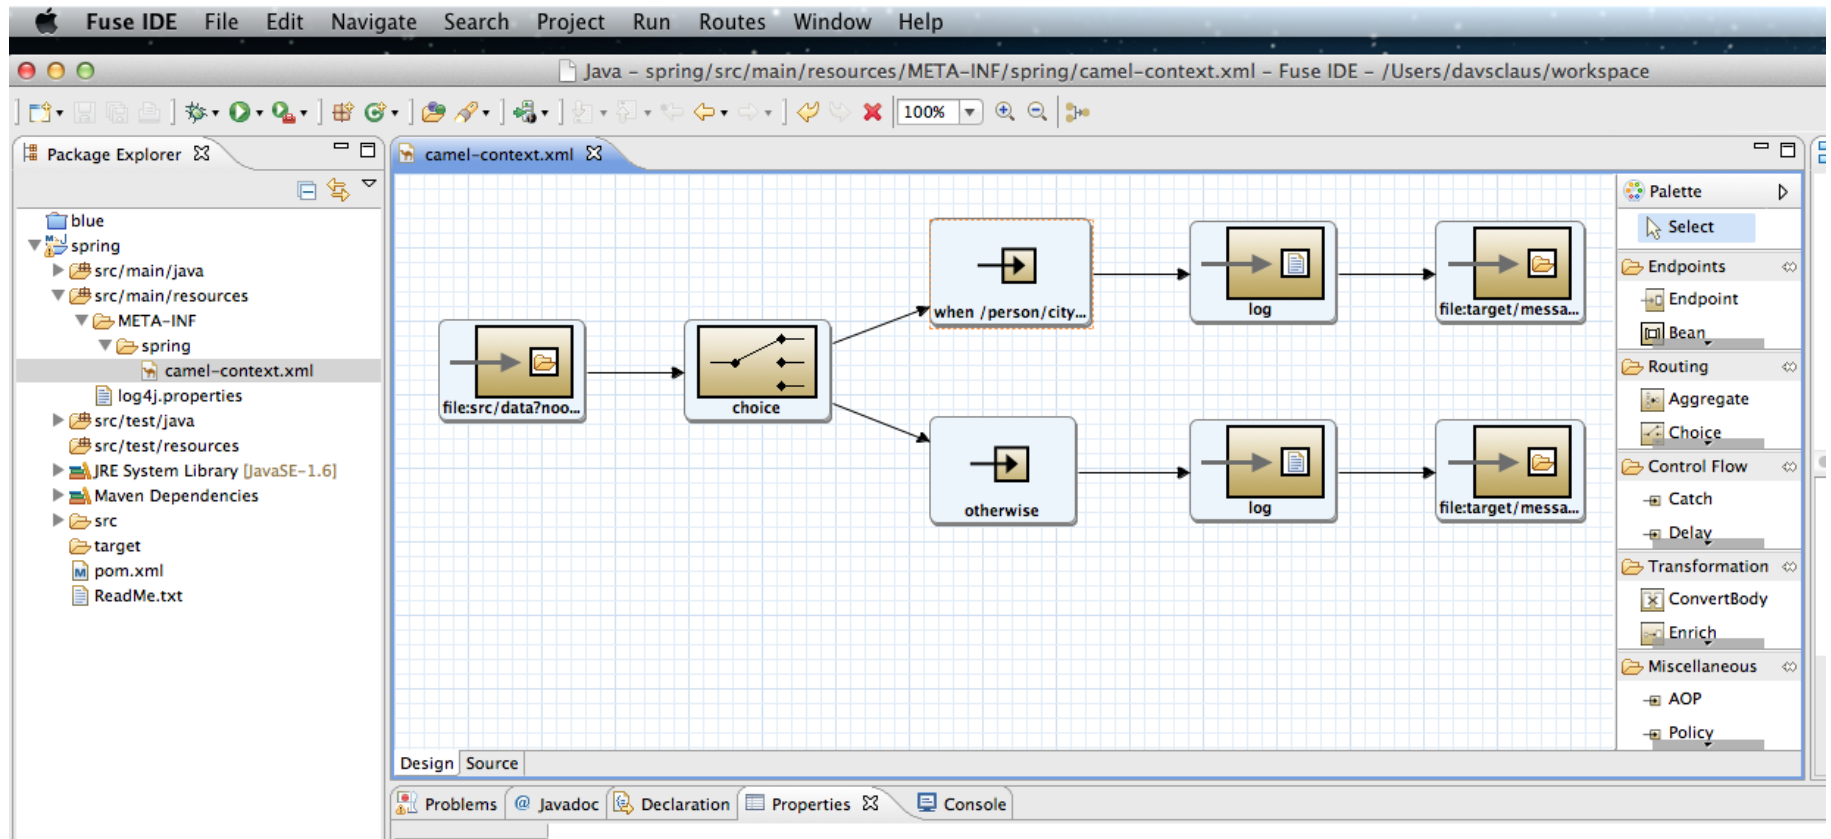 Fuse IDE File Edit Navigate Search Project Run Routes Window Help
Java – spring/src/main/resources/META-INF/spring/camel-context.xml – Fuse IDE – /Users/davsclaus/workspace
100%
Package Explorer
blue
spring
src/main/java
src/main/resources
META-INF
spring
camel-context.xml
log4j.properties
src/test/java
src/test/resources
JRE System Library [JavaSE-1.6]
Maven Dependencies
src
target
pom.xml
ReadMe.txt
camel-context.xml
file:src/data?noo...
choice
when /person/city...
log
file:target/messa...
otherwise
log
file:target/messa...
Palette
Select
Endpoints
Endpoint
Bean
Routing
Aggregate
Choice
Control Flow
Catch
Delay
Transformation
ConvertBody
Enrich
Miscellaneous
AOP
Policy
Design Source
Problems @ Javadoc Declaration Properties Console